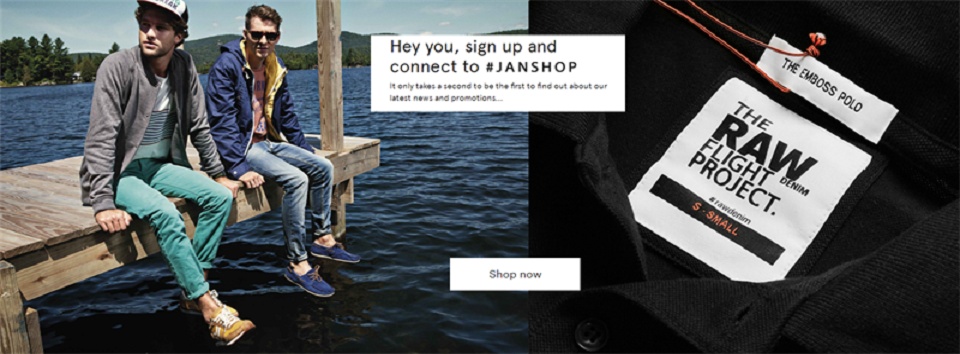 Hey you, sign up and
connect to #JANSHOP
It only takes a second to be the first to find out about our
latest news and promotions...
Shop now
THE EMBOSS POLO
THE
RAW
DENIM
FLIGHT
PROJECT.
#rawdenim
S - SMALL